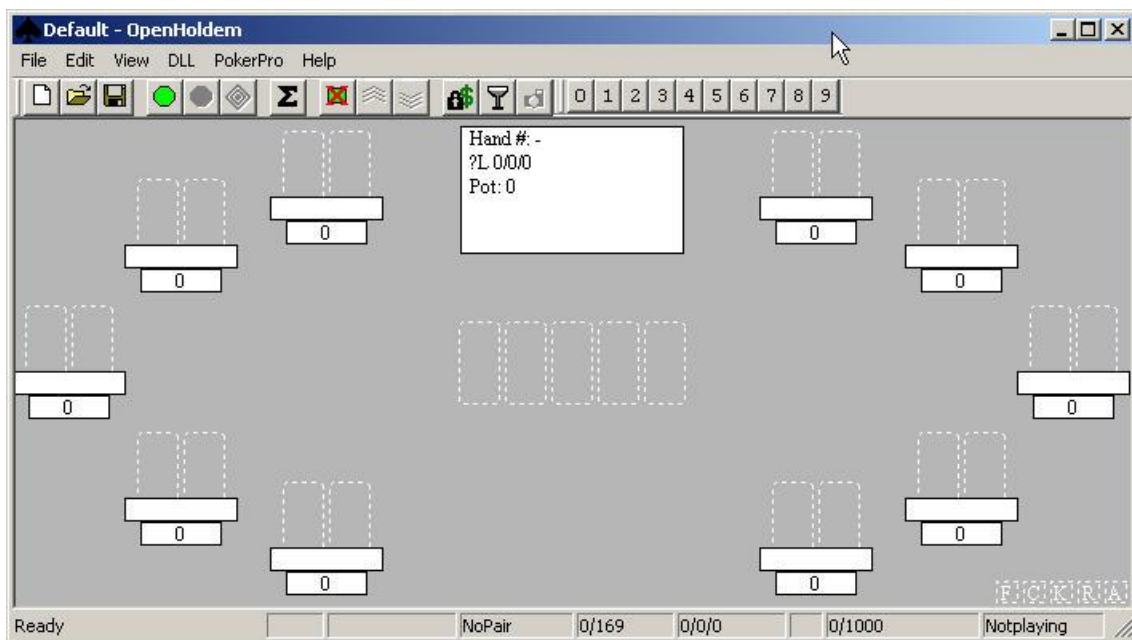 Default - OpenHoldem
File Edit View DLL PokerPro Help
Σ $ 0 1 2 3 4 5 6 7 8 9
Hand #: -
?L 0/0/0
Pot: 0
0 0
0 0
0 0
0 0
0 0
F C K R A
Ready NoPair 0/169 0/0/0 0/1000 Notplaying